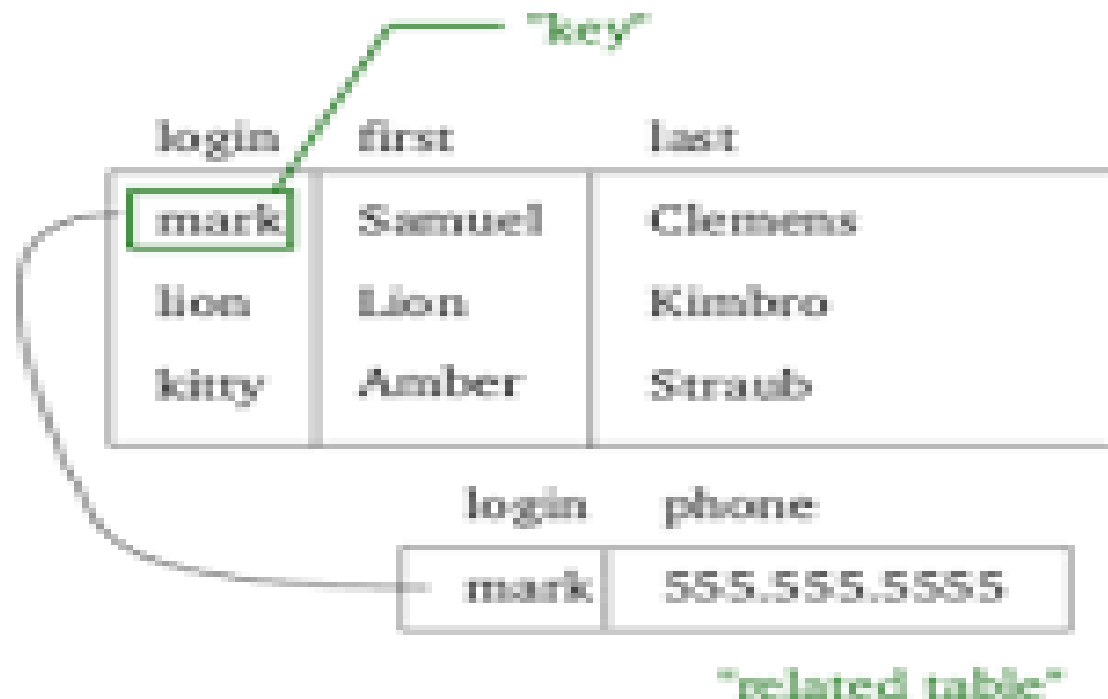 "key"
login first last
mark Samuel Clemens
lion Lion Kimbro
kitty Amber Straub
login phone
mark 555.555.5555
"related table"